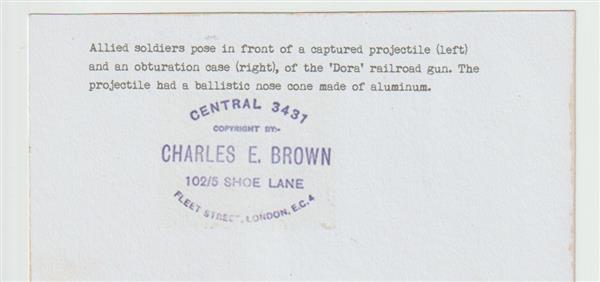 Allied soldiers pose in front of a captured projectile (left)
and an obturation case (right), of the 'Dora' railroad gun. The
projectile had a ballistic nose cone made of aluminum.
CENTRAL 3431
COPYRIGHT BY:-
CHARLES E. BROWN
102/5 SHOE LANE
FLEET STREET, LONDON, E.C.4